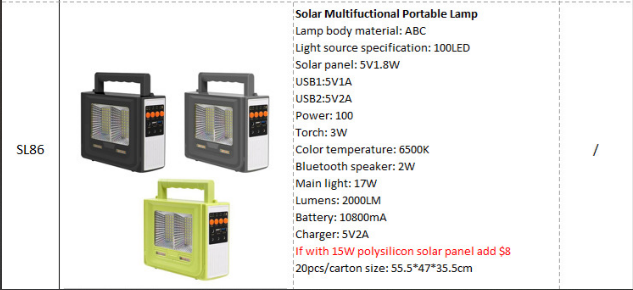 SL86
Solar Multifuctional Portable Lamp
Lamp body material: ABC
Light source specification: 100LED
Solar panel: 5V1.8W
USB1:5V1A
USB2:5V2A
Power: 100
Torch: 3W
Color temperature: 6500K
Bluetooth speaker: 2W
Main light: 17W
Lumens: 2000LM
Battery: 10800mA
Charger: 5V2A
If with 15W polysilicon solar panel add $8
20pcs/carton size: 55.5*47*35.5cm
/